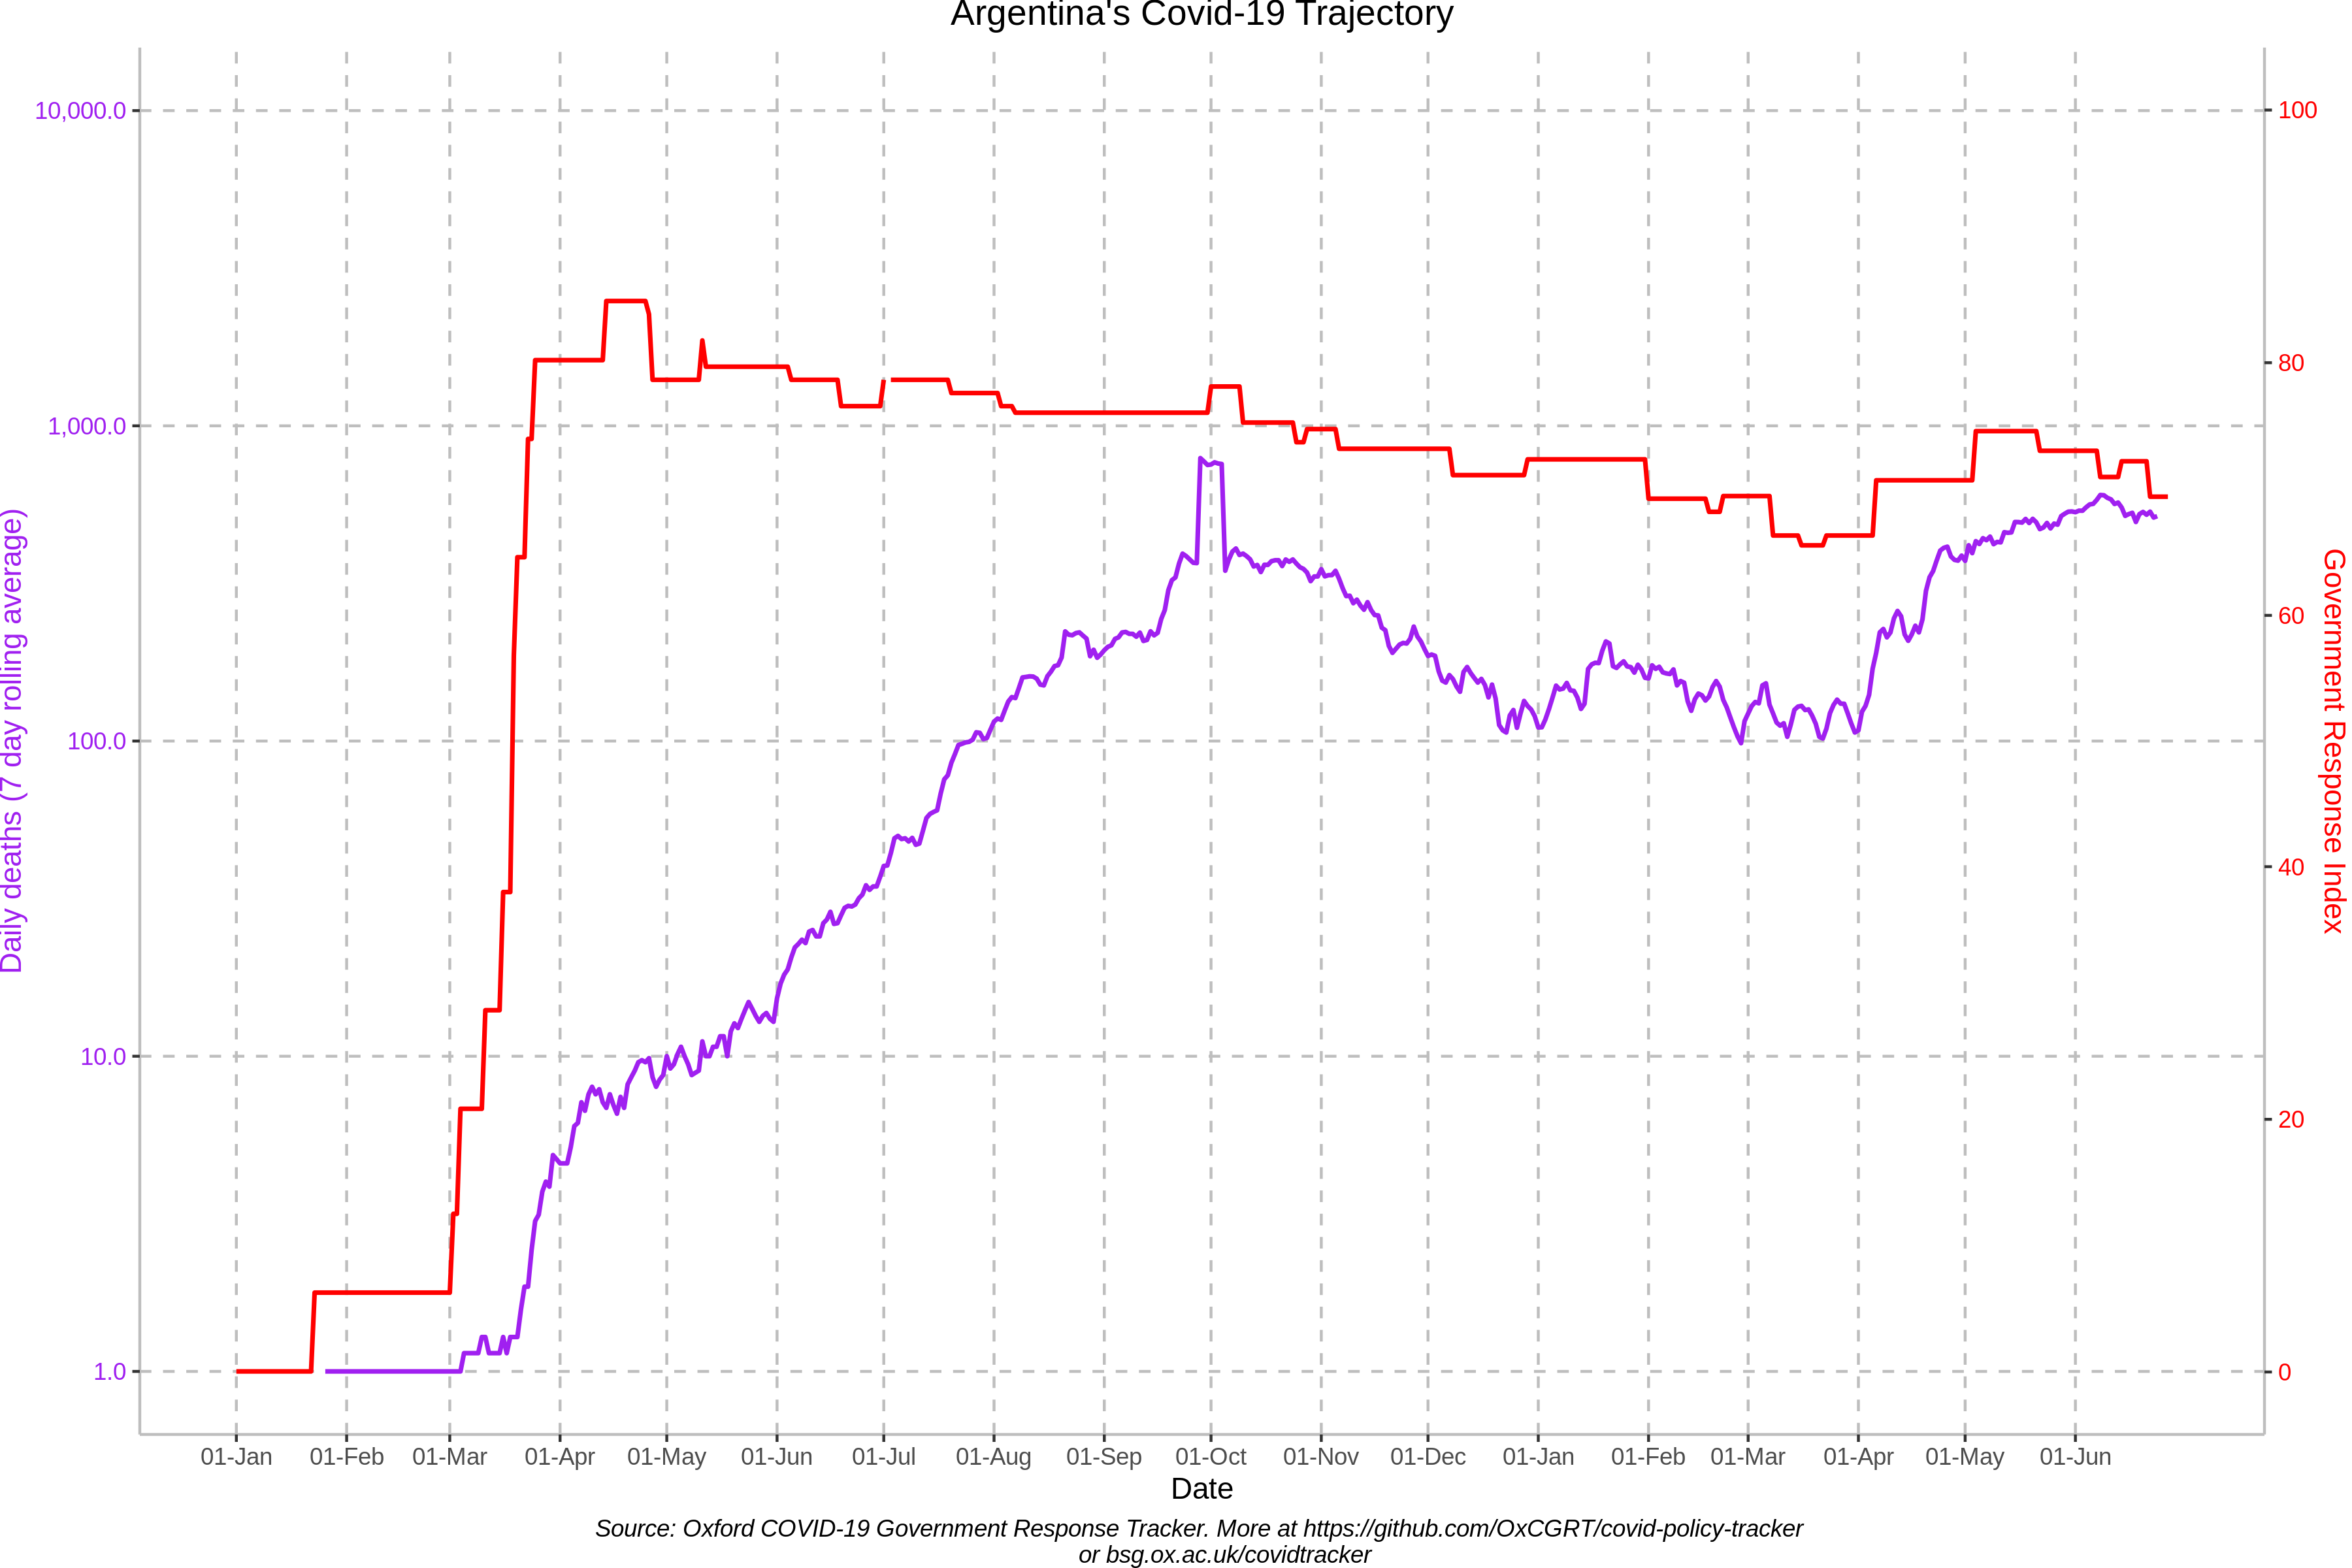 Argentina's Covid-19 Trajectory
10,000.0
1,000.0
100.0
10.0
1.0
Daily deaths (7 day rolling average)
100
80
60
40
20
0
Government Response Index
01-Jan 01-Feb 01-Mar 01-Apr 01-May 01-Jun 01-Jul 01-Aug 01-Sep 01-Oct 01-Nov 01-Dec 01-Jan 01-Feb 01-Mar 01-Apr 01-May 01-Jun
Date
Source: Oxford COVID-19 Government Response Tracker. More at https://github.com/OxCGRT/covid-policy-tracker
or bsg.ox.ac.uk/covidtracker